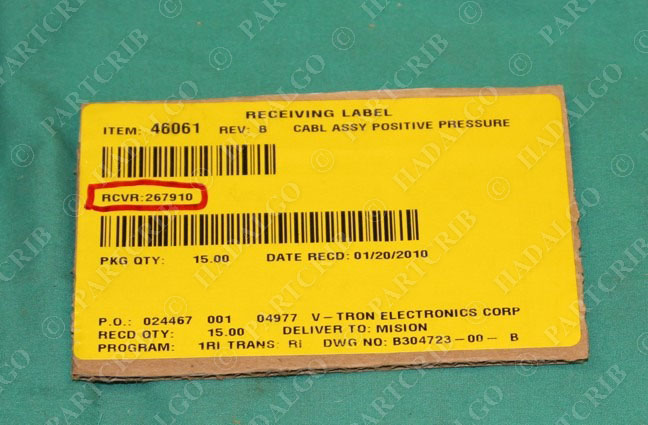 RECEIVING LABEL
ITEM: 46061 REV: B CABL ASSY POSITIVE PRESSURE
RCVR:267910
PKG QTY: 15.00 DATE RECD: 01/20/2010
P.O.: 024467 001 04977 V-TRON ELECTRONICS CORP
RECD QTY: 15.00 DELIVER TO: MISION
PROGRAM: 1RI TRANS: RI DWG NO: B304723-00- B
© PARTCRIB
© HADALGO